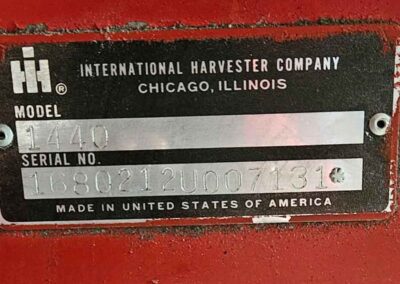 IH®
INTERNATIONAL HARVESTER COMPANY
CHICAGO, ILLINOIS
MODEL
1440
SERIAL NO.
1680212U007131*
MADE IN UNITED STATES OF AMERICA